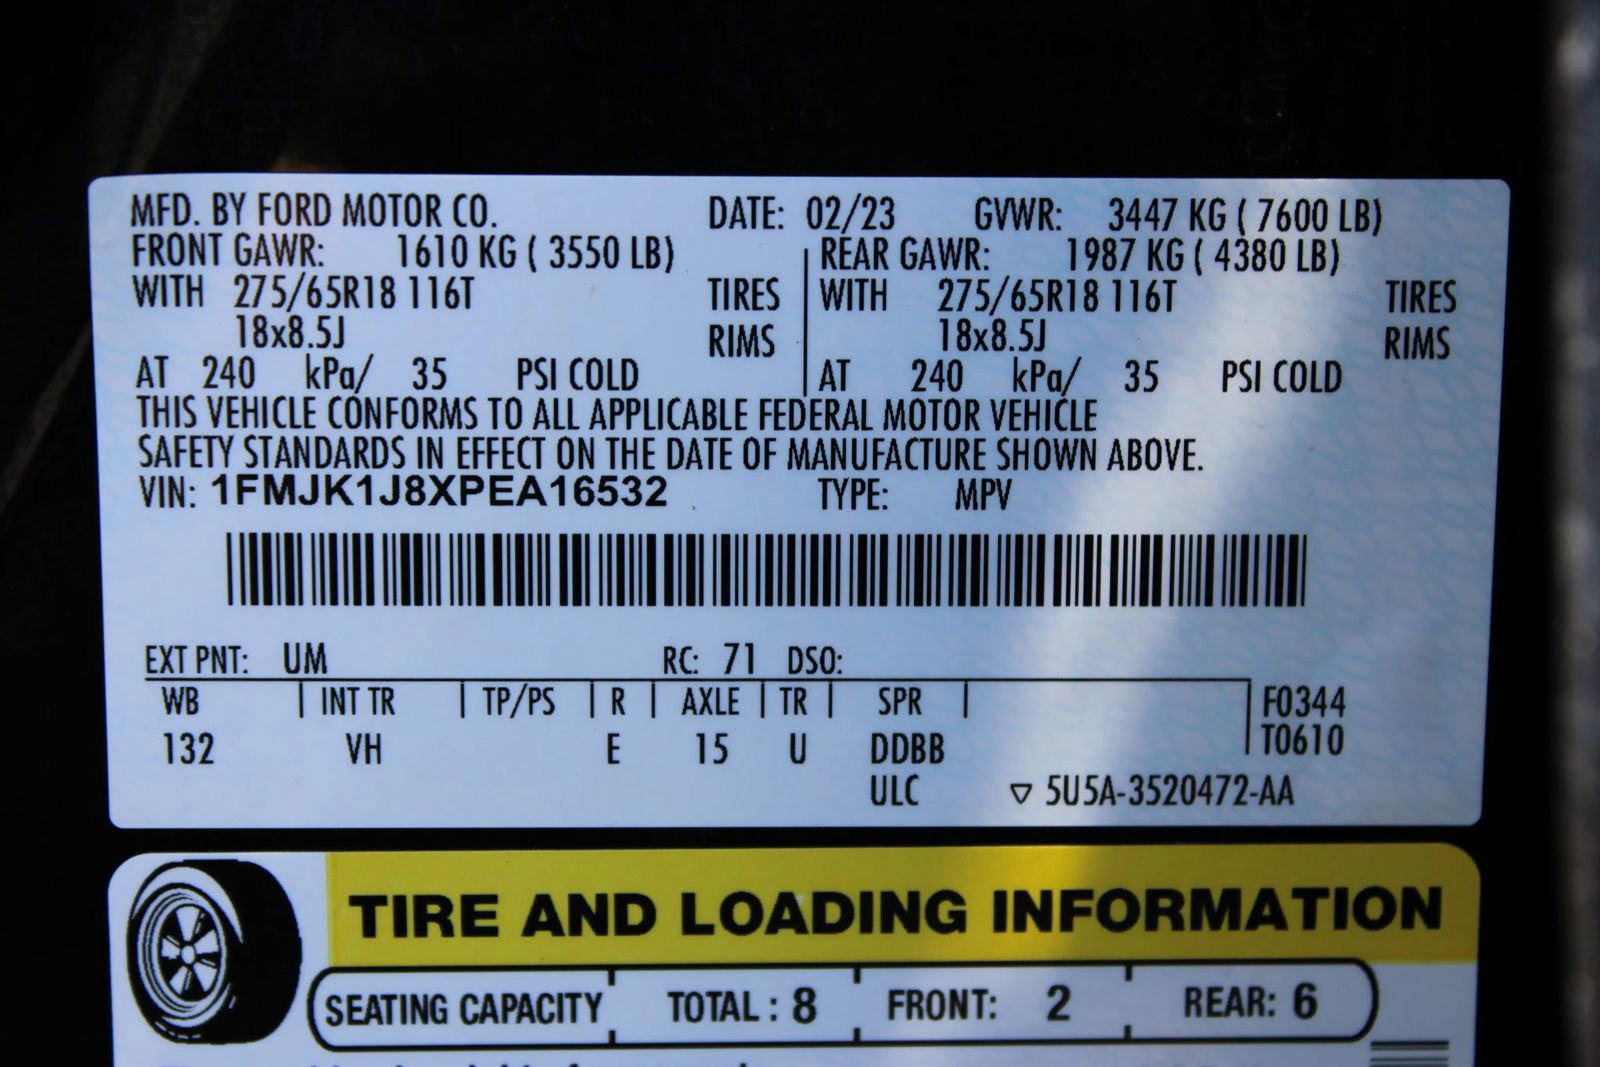 MFD. BY FORD MOTOR CO. DATE: 02/23 GVWR: 3447 KG ( 7600 LB)
FRONT GAWR: 1610 KG ( 3550 LB) REAR GAWR: 1987 KG ( 4380 LB)
WITH 275/65R18 116T TIRES WITH 275/65R18 116T TIRES
18x8.5J RIMS 18x8.5J RIMS
AT 240 kPa/ 35 PSI COLD AT 240 kPa/ 35 PSI COLD
THIS VEHICLE CONFORMS TO ALL APPLICABLE FEDERAL MOTOR VEHICLE
SAFETY STANDARDS IN EFFECT ON THE DATE OF MANUFACTURE SHOWN ABOVE.
VIN: 1FMJK1J8XPEA16532 TYPE: MPV
EXT PNT: UM RC: 71 DSO:
WB INT TR TP/PS R AXLE TR SPR F0344
132 VH E 15 U DDBB T0610
ULC ▽ 5U5A-3520472-AA
TIRE AND LOADING INFORMATION
SEATING CAPACITY TOTAL : 8 FRONT: 2 REAR: 6